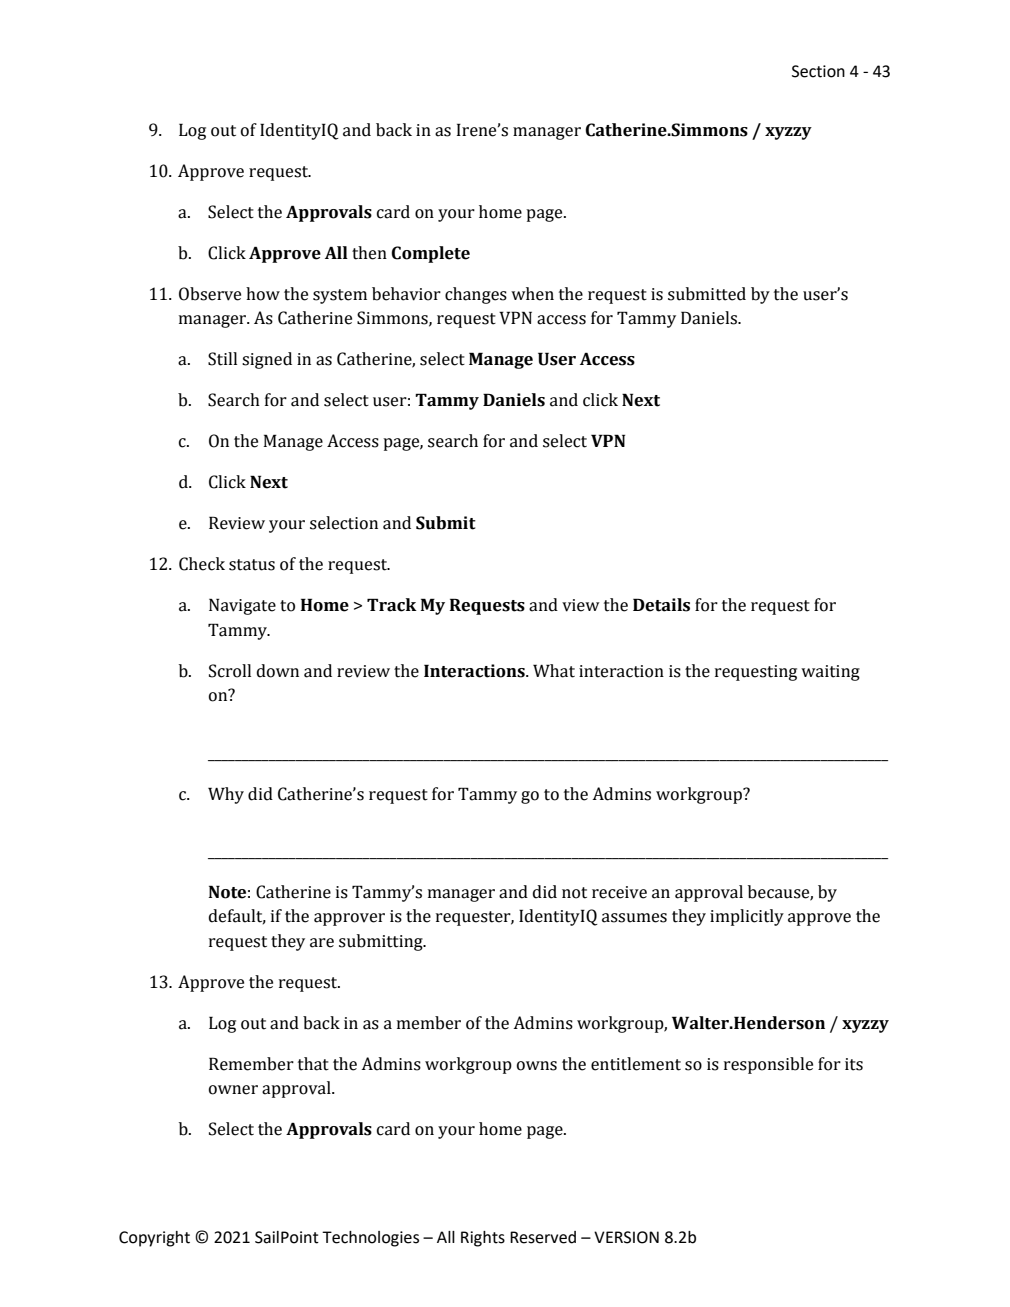 Section 4 - 43
9. Log out of IdentityIQ and back in as Irene’s manager Catherine.Simmons / xyzzy
10. Approve request.
a. Select the Approvals card on your home page.
b. Click Approve All then Complete
11. Observe how the system behavior changes when the request is submitted by the user’s
manager. As Catherine Simmons, request VPN access for Tammy Daniels.
a. Still signed in as Catherine, select Manage User Access
b. Search for and select user: Tammy Daniels and click Next
c. On the Manage Access page, search for and select VPN
d. Click Next
e. Review your selection and Submit
12. Check status of the request.
a. Navigate to Home > Track My Requests and view the Details for the request for
Tammy.
b. Scroll down and review the Interactions. What interaction is the requesting waiting
on?
c. Why did Catherine’s request for Tammy go to the Admins workgroup?
Note: Catherine is Tammy’s manager and did not receive an approval because, by
default, if the approver is the requester, IdentityIQ assumes they implicitly approve the
request they are submitting.
13. Approve the request.
a. Log out and back in as a member of the Admins workgroup, Walter.Henderson / xyzzy
Remember that the Admins workgroup owns the entitlement so is responsible for its
owner approval.
b. Select the Approvals card on your home page.
Copyright © 2021 SailPoint Technologies – All Rights Reserved – VERSION 8.2b